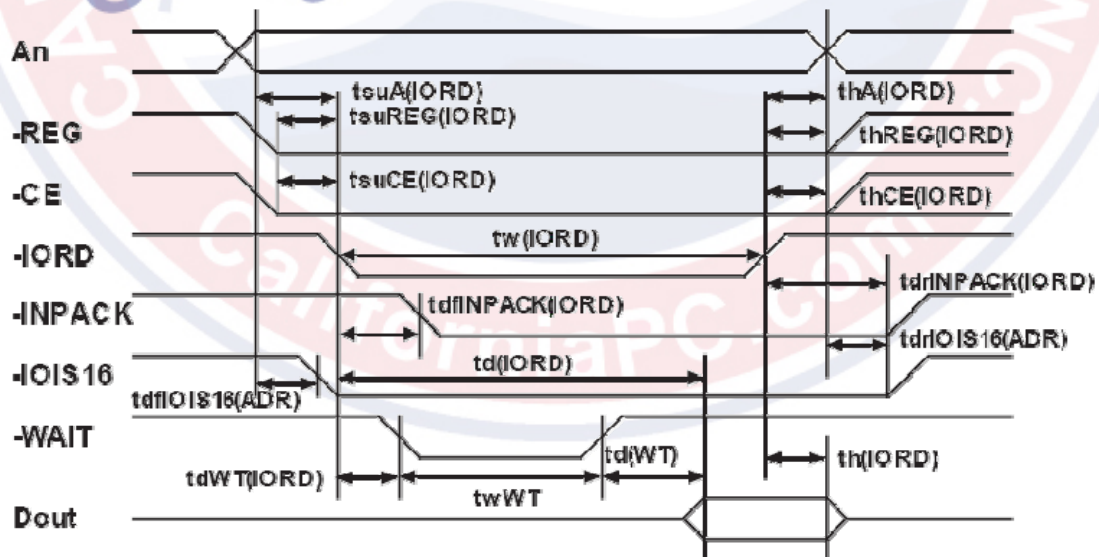 An
tsuA(IORD)
thA(IORD)
tsuREG(IORD)
-REG
thREG(IORD)
tsuCE(IORD)
-CE
thCE(IORD)
tw(IORD)
-IORD
tdrINPACK(IORD)
tdfINPACK(IORD)
-INPACK
tdrIOIS16(ADR)
td(IORD)
-IOIS16
tdfIOIS16(ADR)
-WAIT
td(WT)
th(IORD)
tdWT(IORD)
twWT
Dout
CaliforniaPC.com